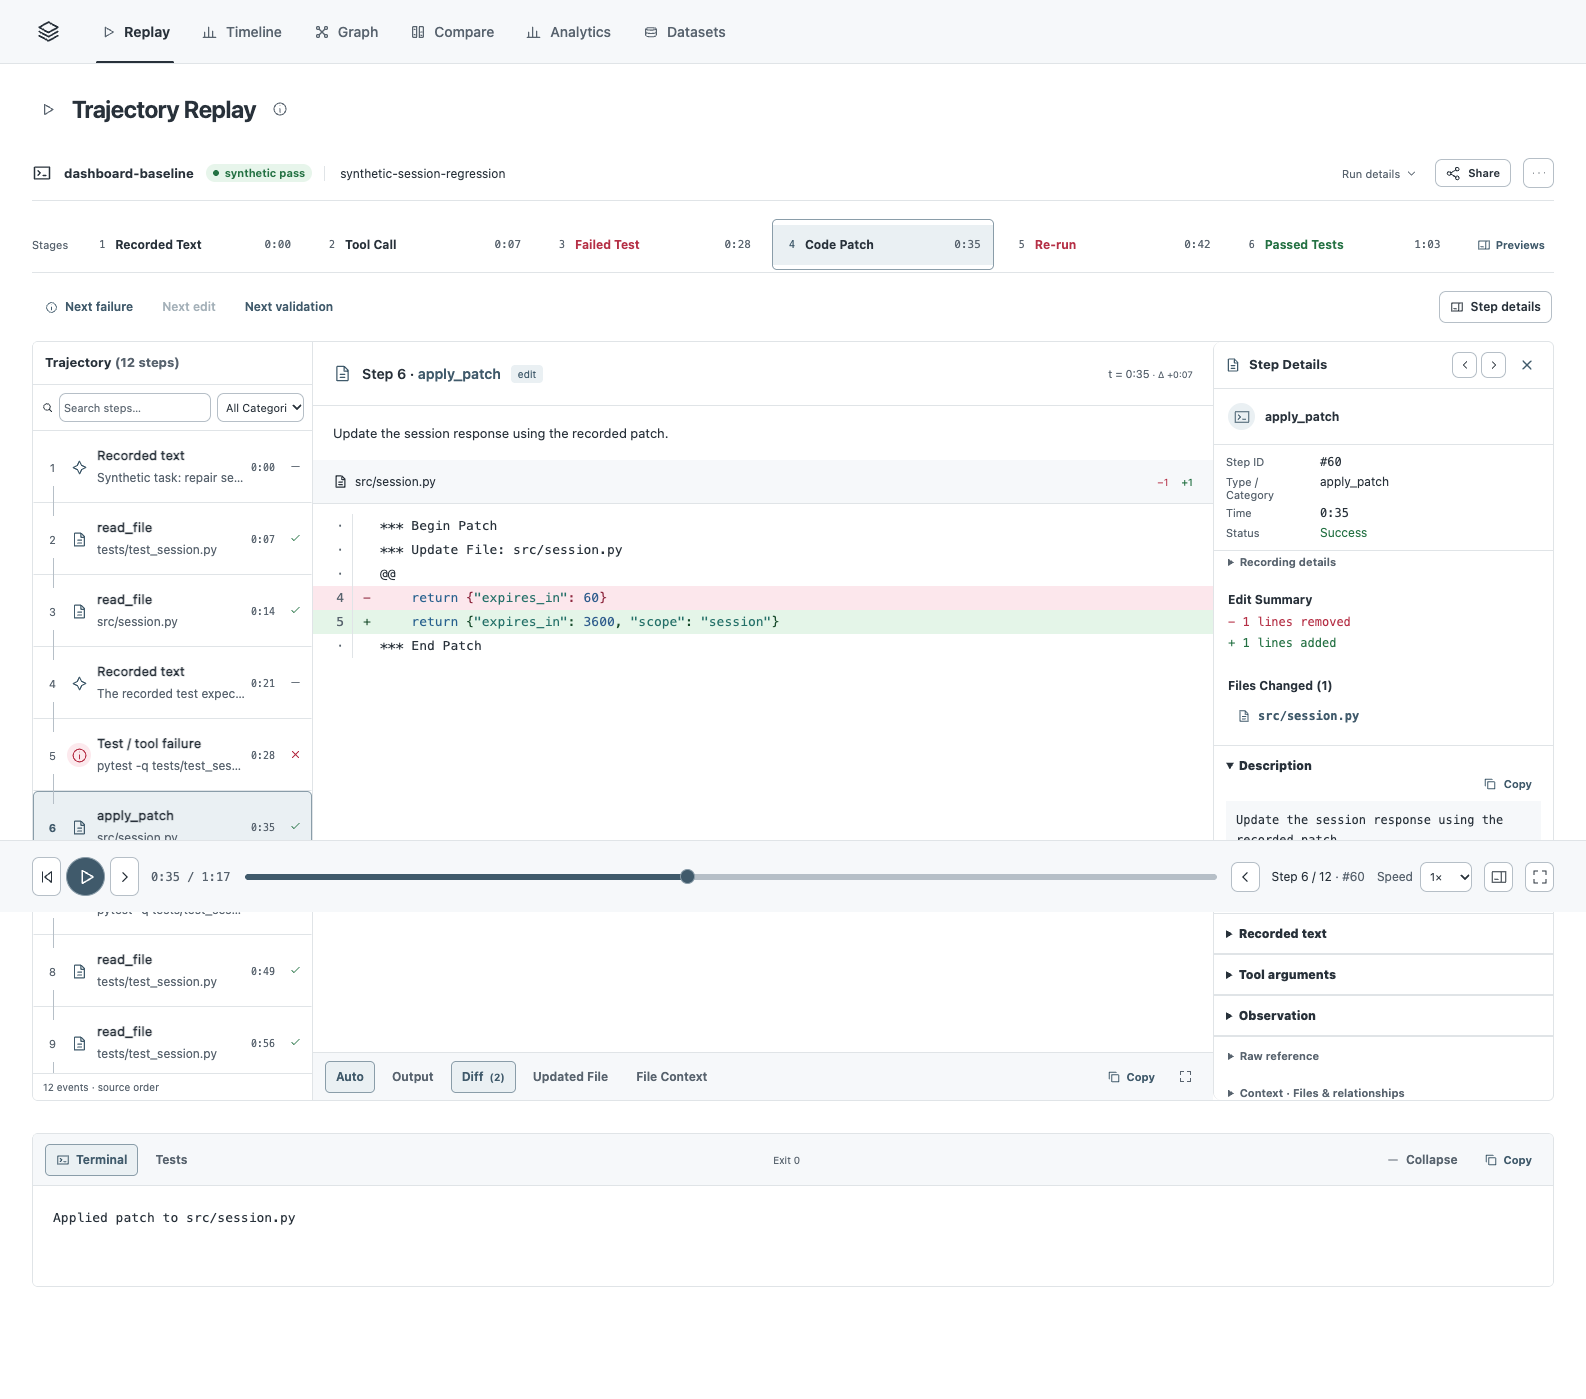 Replay
Timeline
Graph
Compare
Analytics
Datasets
Trajectory Replay
dashboard-baseline
synthetic pass
synthetic-session-regression
Run details
Share
Stages
1 Recorded Text 0:00
2 Tool Call 0:07
3 Failed Test 0:28
4 Code Patch 0:35
5 Re-run 0:42
6 Passed Tests 1:03
Previews
Next failure
Next edit
Next validation
Step details
Trajectory (12 steps)
Search steps...
All Categori
1 Recorded text 0:00 —
Synthetic task: repair se...
2 read_file 0:07
tests/test_session.py
3 read_file 0:14
src/session.py
4 Recorded text 0:21 —
The recorded test expec...
5 Test / tool failure 0:28
pytest -q tests/test_ses...
6 apply_patch 0:35
src/session.py
pytest -q tests/test_ses...
8 read_file 0:49
tests/test_session.py
9 read_file 0:56
tests/test_session.py
12 events · source order
Step 6 · apply_patch edit
t = 0:35 · Δ +0:07
Update the session response using the recorded patch.
src/session.py −1 +1
· *** Begin Patch
· *** Update File: src/session.py
· @@
4 − return {"expires_in": 60}
5 + return {"expires_in": 3600, "scope": "session"}
· *** End Patch
Auto
Output
Diff (2)
Updated File
File Context
Copy
Step Details
apply_patch
Step ID #60
Type / Category apply_patch
Time 0:35
Status Success
Recording details
Edit Summary
− 1 lines removed
+ 1 lines added
Files Changed (1)
src/session.py
Description
Copy
Update the session response using the
recorded patch
0:35 / 1:17
Step 6 / 12 · #60
Speed
1×
Recorded text
Tool arguments
Observation
Raw reference
Context · Files & relationships
Terminal
Tests
Exit 0
— Collapse
Copy
Applied patch to src/session.py